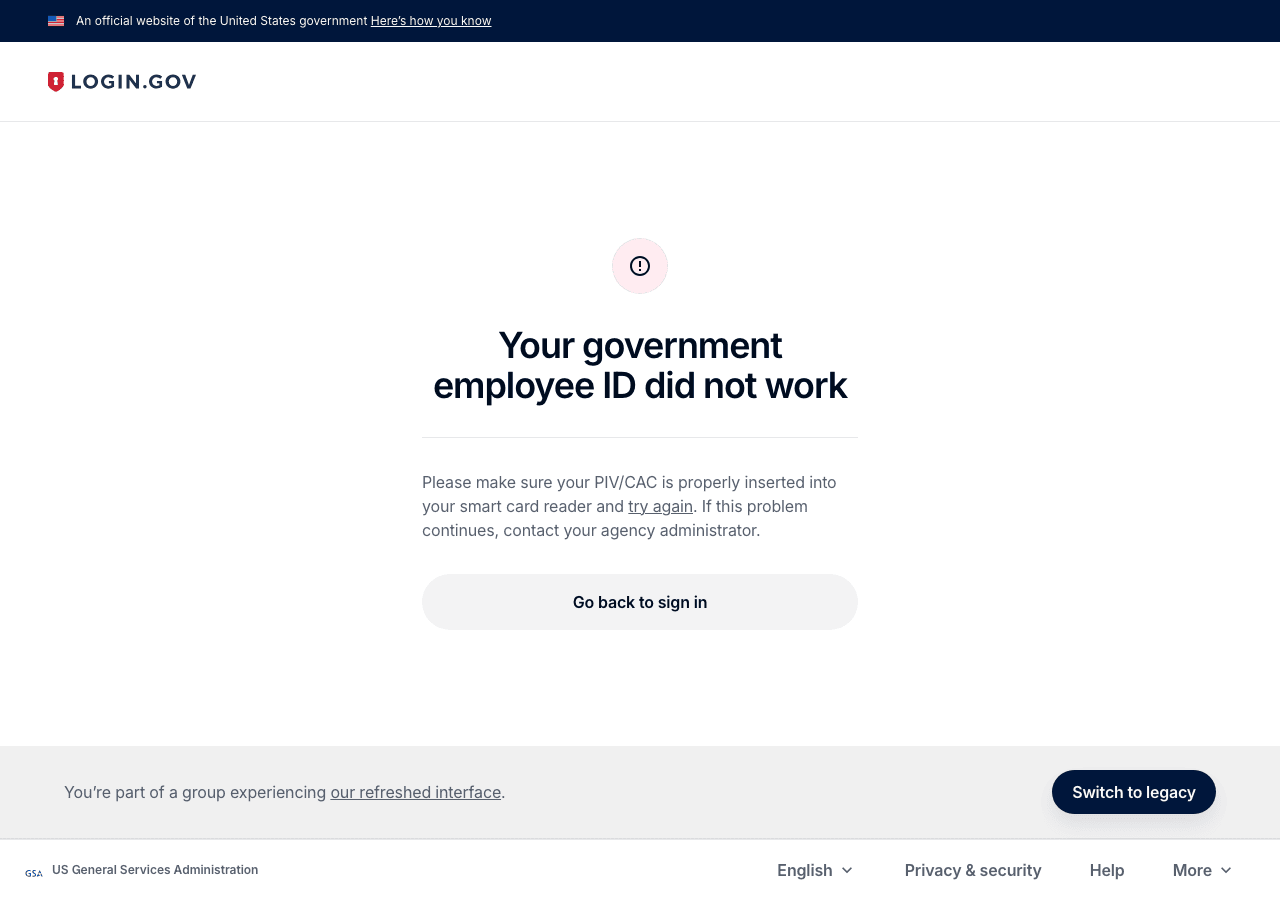 An official website of the United States government Here’s how you know
LOGIN.GOV
Your government
employee ID did not work
Please make sure your PIV/CAC is properly inserted into
your smart card reader and try again. If this problem
continues, contact your agency administrator.
Go back to sign in
You’re part of a group experiencing our refreshed interface.
Switch to legacy
GSA US General Services Administration
English
Privacy & security
Help
More